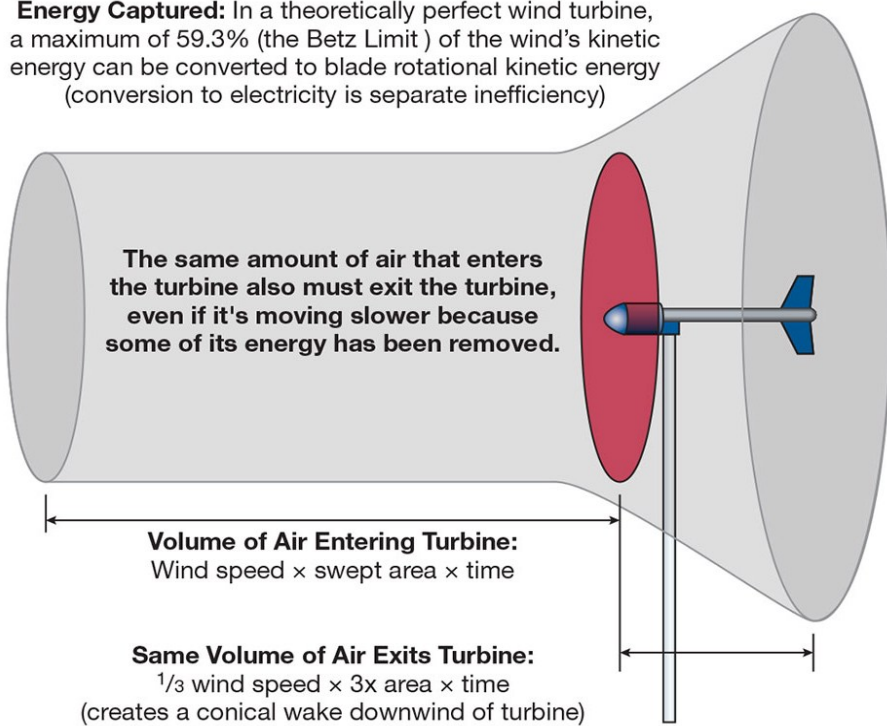 Energy Captured: In a theoretically perfect wind turbine,
a maximum of 59.3% (the Betz Limit ) of the wind's kinetic
energy can be converted to blade rotational kinetic energy
(conversion to electricity is separate inefficiency)
The same amount of air that enters
the turbine also must exit the turbine,
even if it's moving slower because
some of its energy has been removed.
Volume of Air Entering Turbine:
Wind speed × swept area × time
Same Volume of Air Exits Turbine:
1/3 wind speed × 3x area × time
(creates a conical wake downwind of turbine)